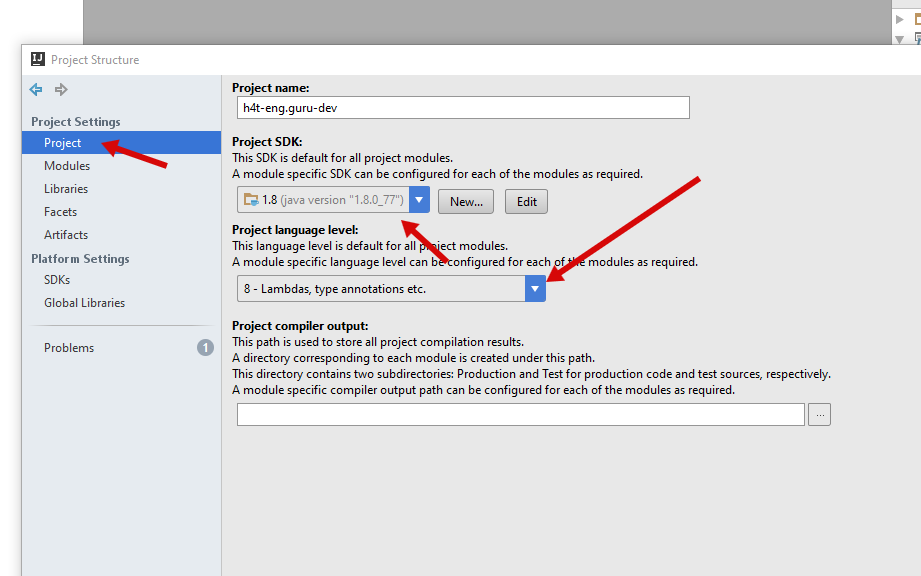 IJ
Project Structure
Project Settings
Project
Modules
Libraries
Facets
Artifacts
Platform Settings
SDKs
Global Libraries
Problems 1
Project name:
h4t-eng.guru-dev
Project SDK:
This SDK is default for all project modules.
A module specific SDK can be configured for each of the modules as required.
1.8 (java version "1.8.0_77")
New...
Edit
Project language level:
This language level is default for all project modules.
A module specific language level can be configured for each of the modules as required.
8 - Lambdas, type annotations etc.
Project compiler output:
This path is used to store all project compilation results.
A directory corresponding to each module is created under this path.
This directory contains two subdirectories: Production and Test for production code and test sources, respectively.
A module specific compiler output path can be configured for each of the modules as required.
...